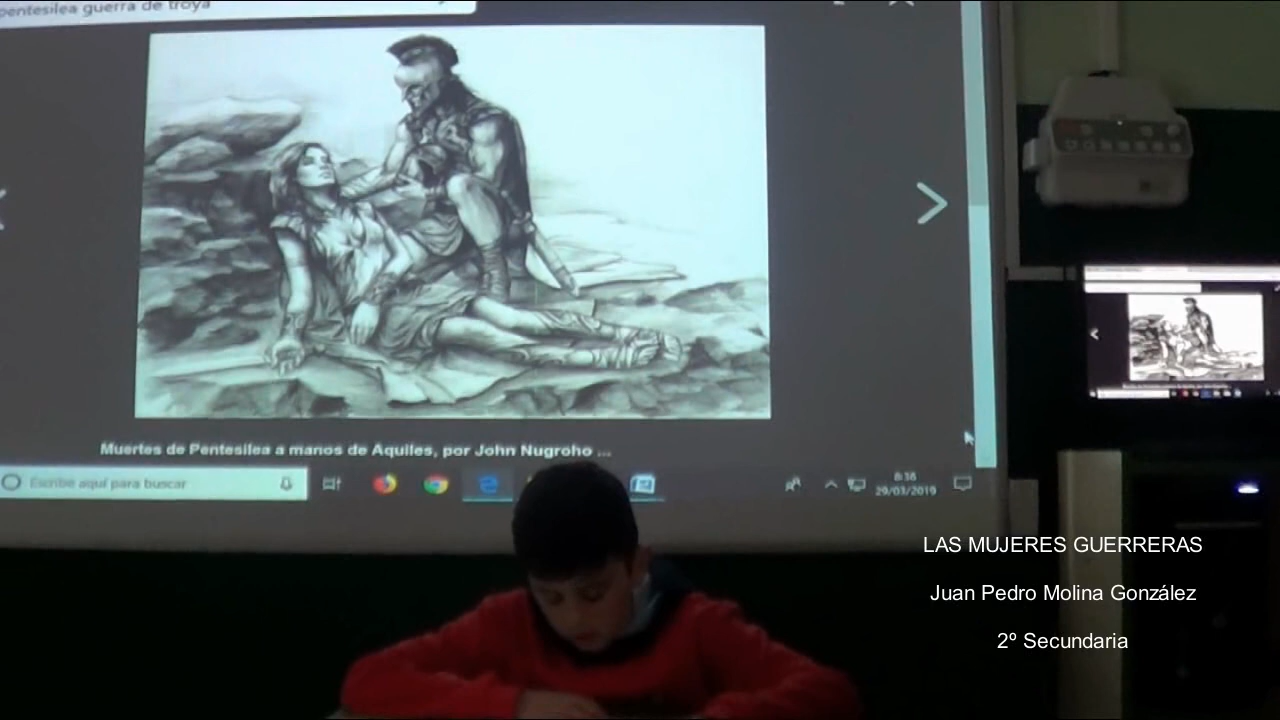 pentesilea guerra de troya
Muertes de Pentesilea a manos de Aquiles, por John Nugroho ...
Escribe aquí para buscar
8:36
29/03/2019
LAS MUJERES GUERRERAS
Juan Pedro Molina González
2º Secundaria